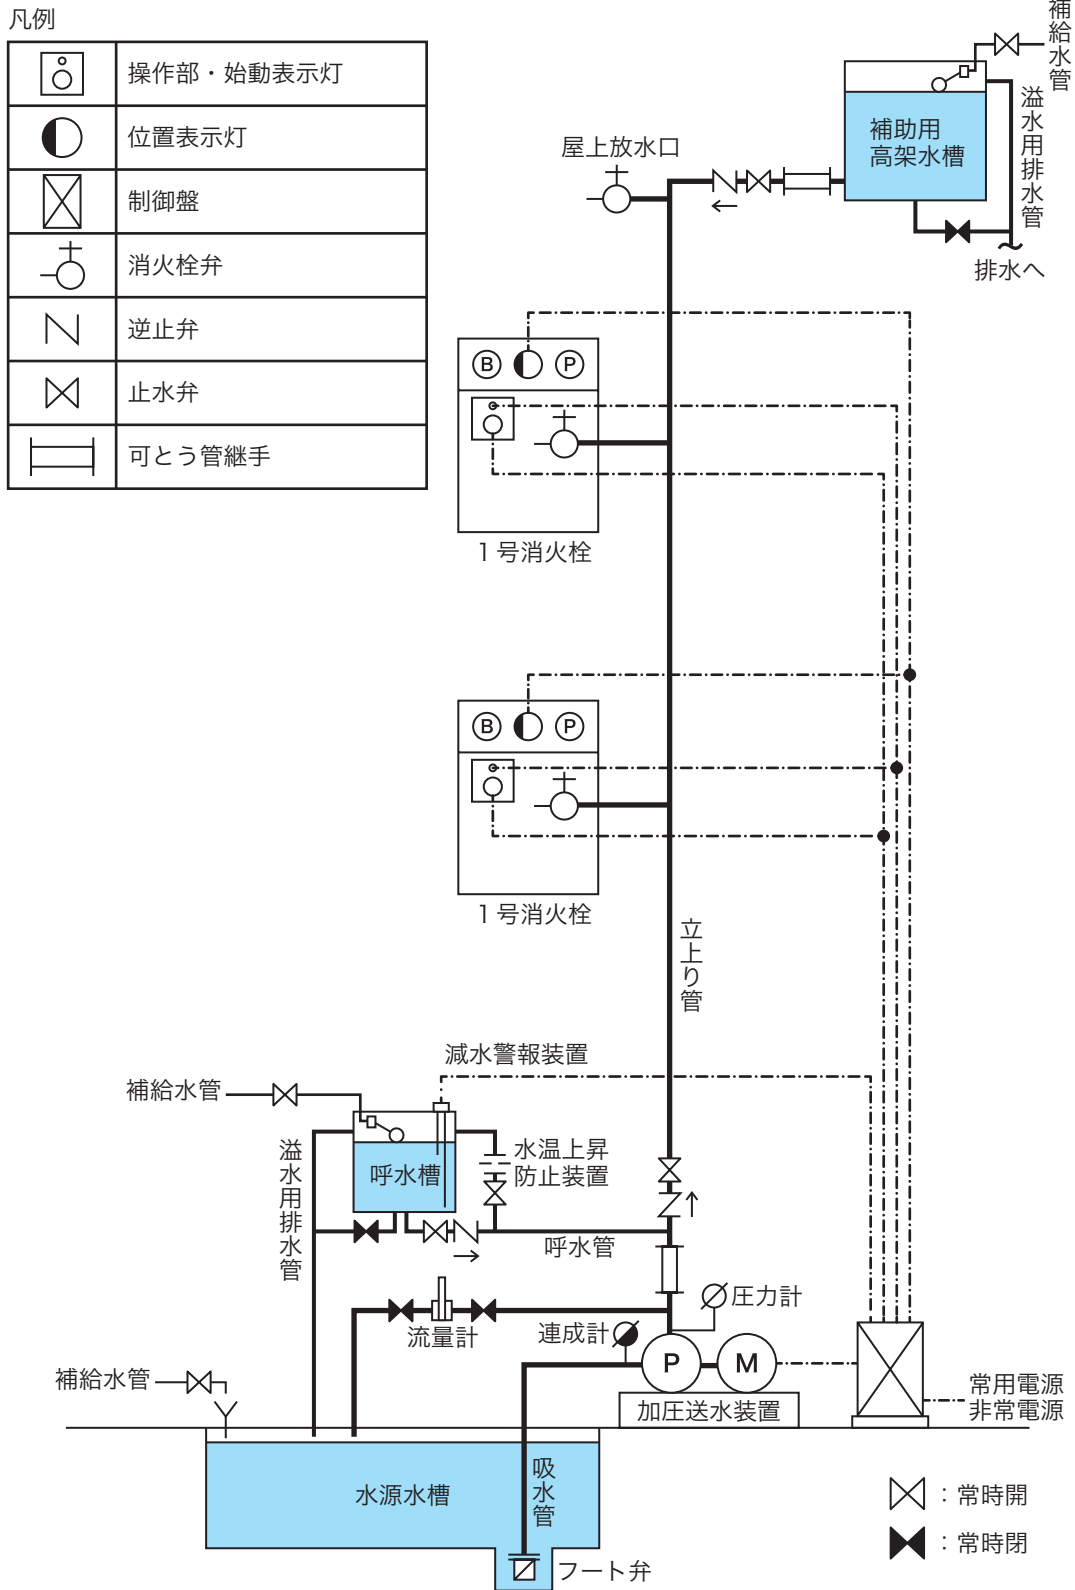 凡例
操作部・始動表示灯
位置表示灯
制御盤
消火栓弁
逆止弁
止水弁
可とう管継手
補給水管
溢水用排水管
補助用
高架水槽
排水へ
屋上放水口
B
P
1号消火栓
B
P
1号消火栓
立上り管
減水警報装置
補給水管
呼水槽
水温上昇
防止装置
溢水用排水管
呼水管
圧力計
流量計
連成計
P
M
加圧送水装置
常用電源
非常電源
補給水管
水源水槽
吸水管
フート弁
：常時開
：常時閉